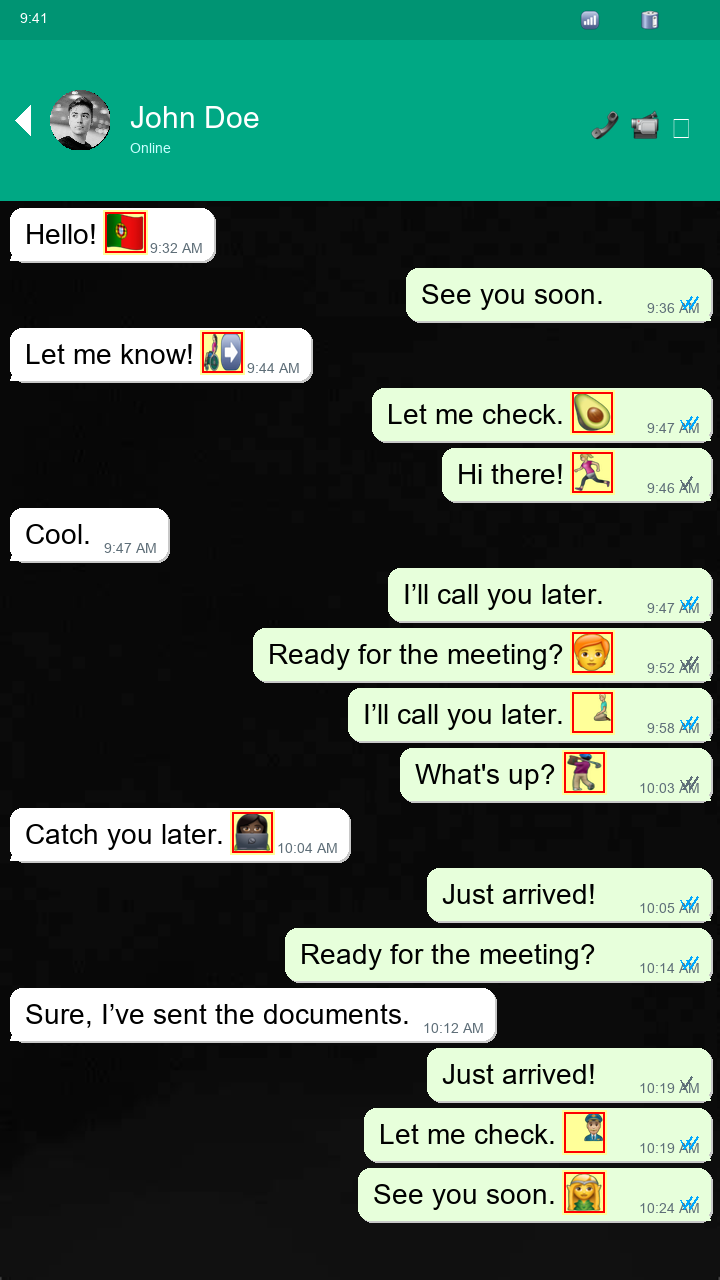 9:41
John Doe
Online
Hello! 🇵🇹 9:32 AM
See you soon. 9:36 AM
Let me know! 9:44 AM
Let me check. 🥑 9:47 AM
Hi there! 9:46 AM
Cool. 9:47 AM
I’ll call you later. 9:47 AM
Ready for the meeting? 9:52 AM
I’ll call you later. 9:58 AM
What's up? 10:03 AM
Catch you later. 10:04 AM
Just arrived! 10:05 AM
Ready for the meeting? 10:14 AM
Sure, I’ve sent the documents. 10:12 AM
Just arrived! 10:19 AM
Let me check. 10:19 AM
See you soon. 10:24 AM